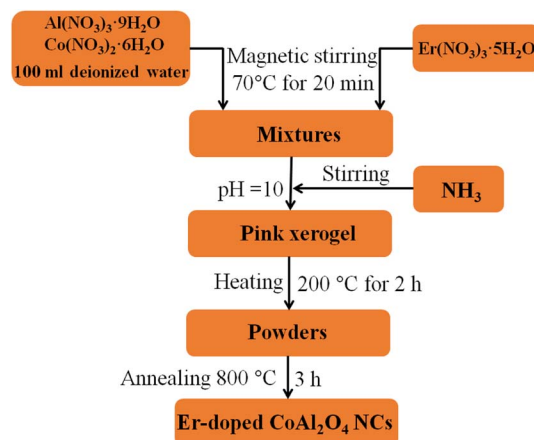 Al(NO₃)₃·9H₂O
Co(NO₃)₂·6H₂O
100 ml deionized water
Magnetic stirring
70°C for 20 min
Er(NO₃)₃·5H₂O
Mixtures
Stirring
pH =10
NH₃
Pink xerogel
Heating
200 °C for 2 h
Powders
Annealing 800 °C
3 h
Er-doped CoAl₂O₄ NCs